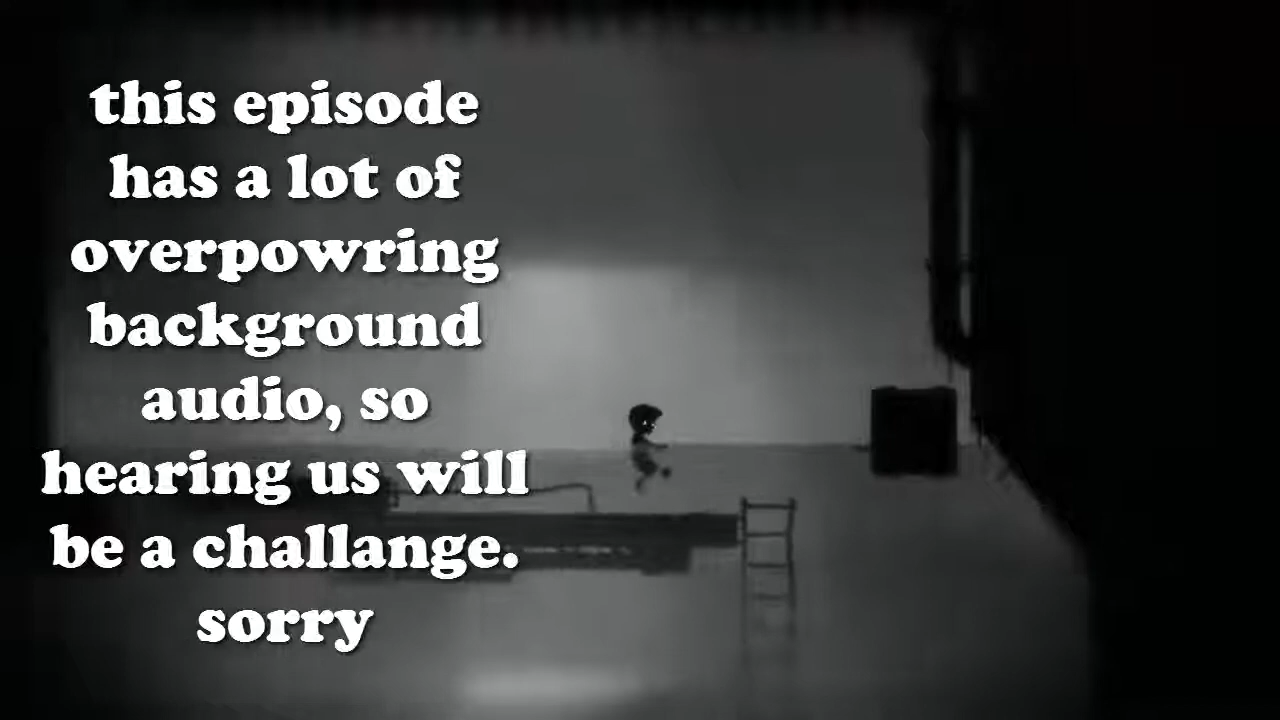 this episode
has a lot of
overpowring
background
audio, so
hearing us will
be a challange.
sorry